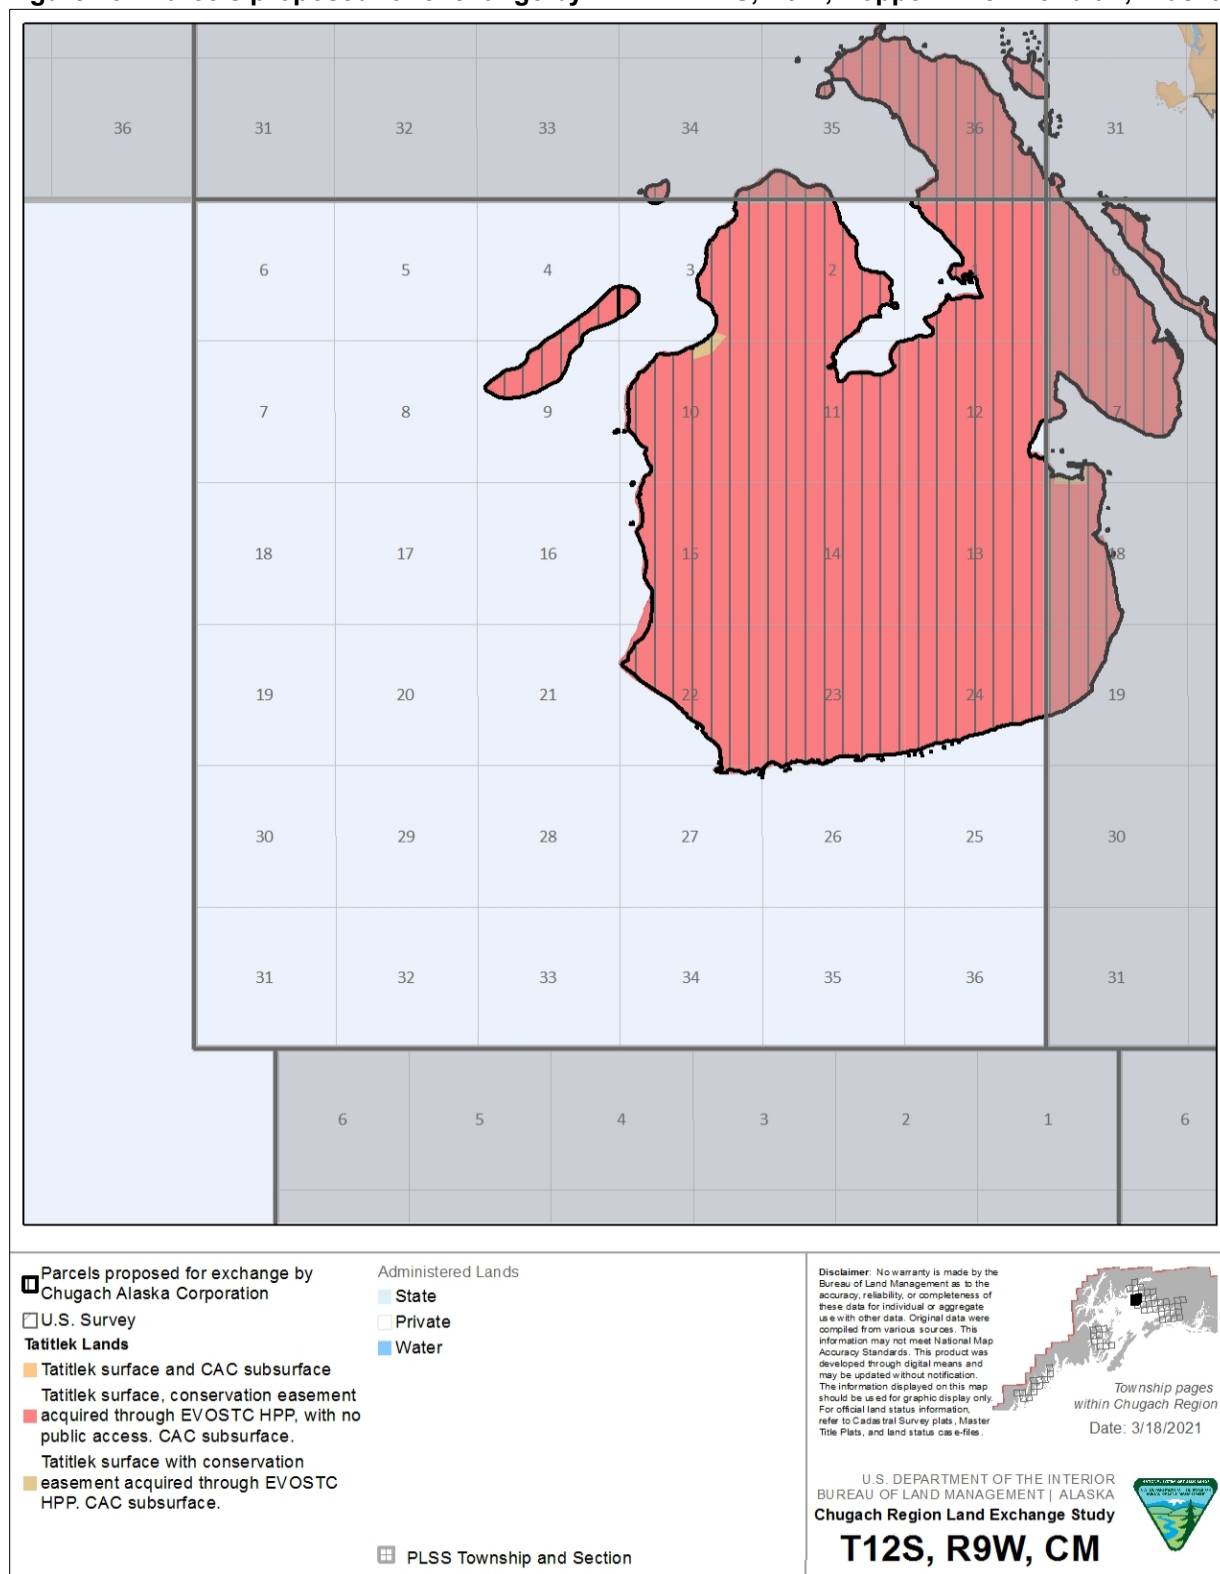 36 31 32 33 34 35 36 31
6 5 4 3 2 1 6
7 8 9 10 11 12 7
18 17 16 15 14 13 18
19 20 21 22 23 24 19
30 29 28 27 26 25 30
31 32 33 34 35 36 31
6 5 4 3 2 1 6
Parcels proposed for exchange by
Chugach Alaska Corporation
U.S. Survey
Tatitlek Lands
Tatitlek surface and CAC subsurface
Tatitlek surface, conservation easement
acquired through EVOSTC HPP, with no
public access. CAC subsurface.
Tatitlek surface with conservation
easement acquired through EVOSTC
HPP. CAC subsurface.
Administered Lands
State
Private
Water
PLSS Township and Section
Disclaimer: No warranty is made by the
Bureau of Land Management as to the
accuracy, reliability, or completeness of
these data for individual or aggregate
use with other data. Original data were
compiled from various sources. This
information may not meet National Map
Accuracy Standards. This product was
developed through digital means and
may be updated without notification.
The information displayed on this map
should be used for graphic display only.
For official land status information,
refer to Cadastral Survey plats, Master
Title Plats, and land status case-files.
Township pages
within Chugach Region
Date: 3/18/2021
U.S. DEPARTMENT OF THE INTERIOR
BUREAU OF LAND MANAGEMENT | ALASKA
Chugach Region Land Exchange Study
T12S, R9W, CM